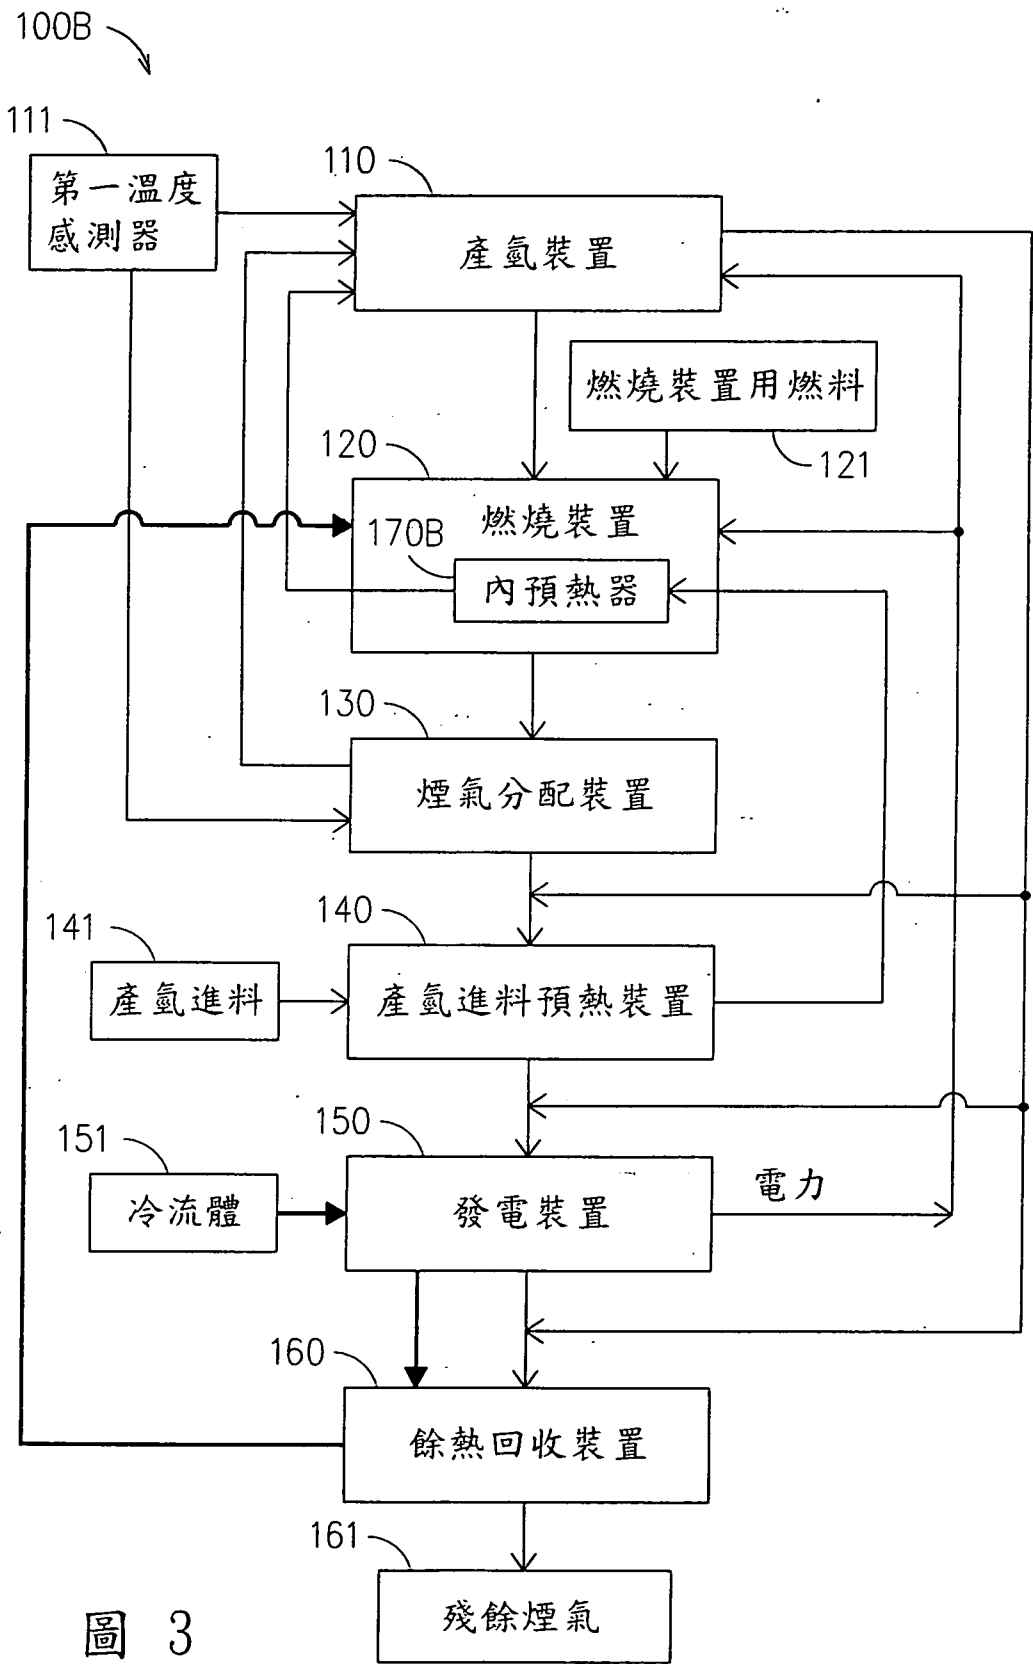 100B
111
第一溫度
感測器
110
產氫裝置
燃燒裝置用燃料
121
120
燃燒裝置
170B
內預熱器
130
煙氣分配裝置
141
產氫進料
140
產氫進料預熱裝置
151
冷流體
150
發電裝置
電力
160
餘熱回收裝置
161
殘餘煙氣
圖 3